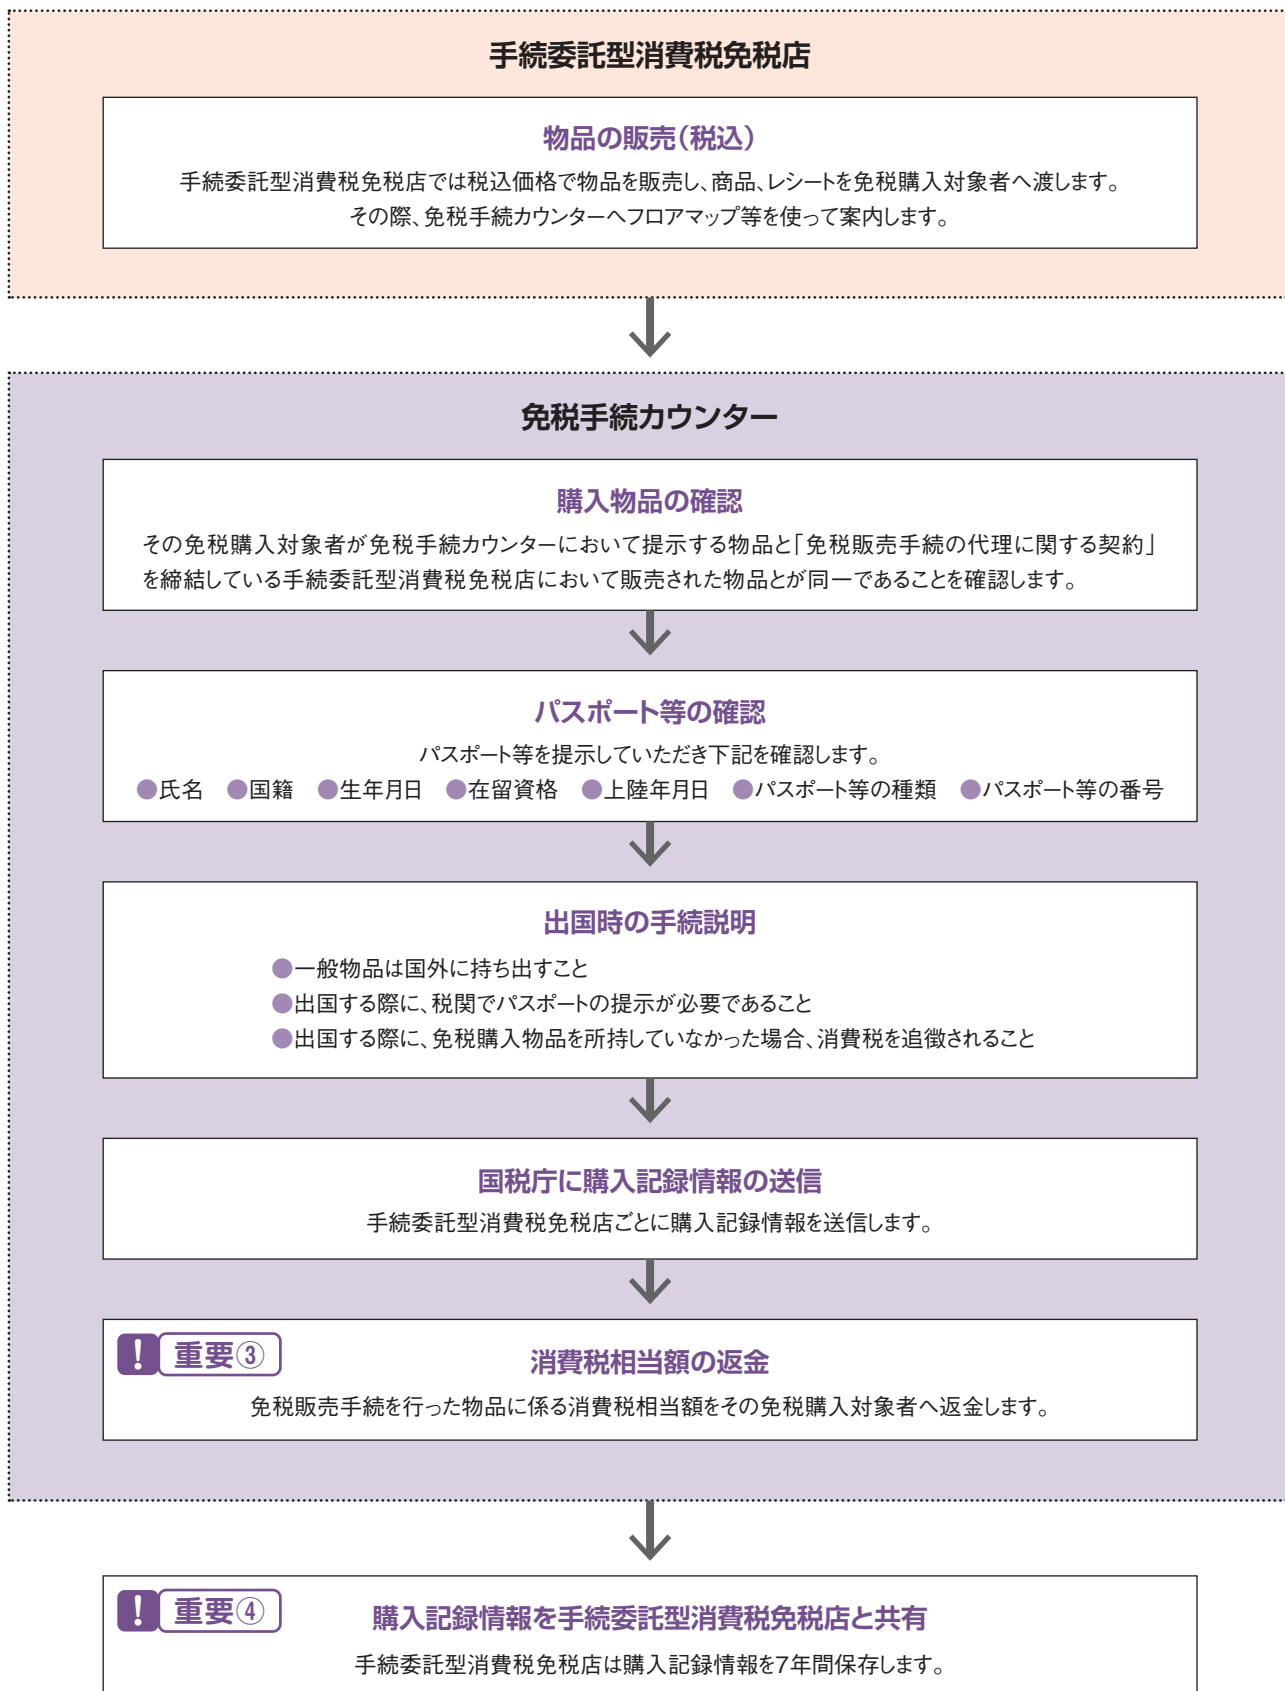 手続委託型消費税免税店
物品の販売（税込）
手続委託型消費税免税店では税込価格で物品を販売し、商品、レシートを免税購入対象者へ渡します。
その際、免税手続カウンターへフロアマップ等を使って案内します。
免税手続カウンター
購入物品の確認
その免税購入対象者が免税手続カウンターにおいて提示する物品と「免税販売手続の代理に関する契約」
を締結している手続委託型消費税免税店において販売された物品とが同一であることを確認します。
パスポート等の確認
パスポート等を提示していただき下記を確認します。
●氏名 ●国籍 ●生年月日 ●在留資格 ●上陸年月日 ●パスポート等の種類 ●パスポート等の番号
出国時の手続説明
●一般物品は国外に持ち出すこと
●出国する際に、税関でパスポートの提示が必要であること
●出国する際に、免税購入物品を所持していなかった場合、消費税を追徴されること
国税庁に購入記録情報の送信
手続委託型消費税免税店ごとに購入記録情報を送信します。
! 重要③
消費税相当額の返金
免税販売手続を行った物品に係る消費税相当額をその免税購入対象者へ返金します。
! 重要④
購入記録情報を手続委託型消費税免税店と共有
手続委託型消費税免税店は購入記録情報を7年間保存します。